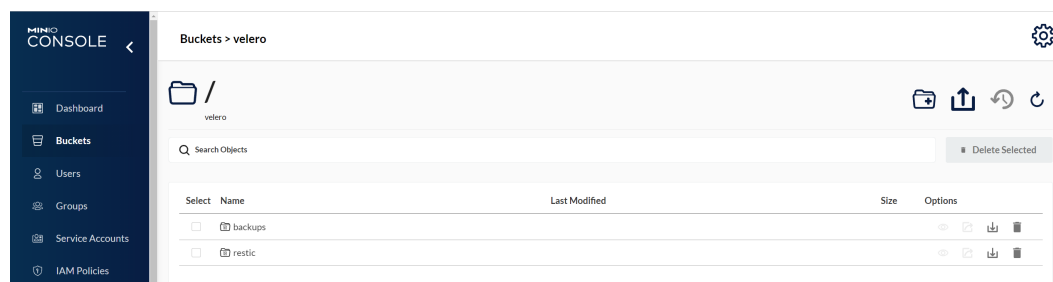 MINIO
CONSOLE
Buckets > velero
/
velero
Dashboard
Buckets
Users
Groups
Service Accounts
IAM Policies
Search Objects
Delete Selected
Select Name Last Modified Size Options
backups
restic